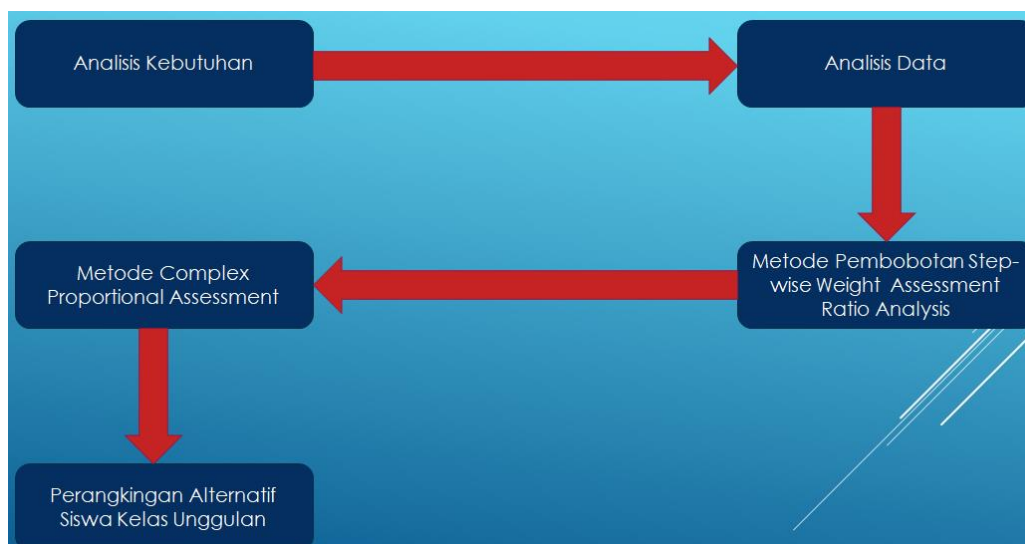 Analisis Kebutuhan
Analisis Data
Metode Pembobotan Step-
wise Weight Assessment
Ratio Analysis
Metode Complex
Proportional Assessment
Perangkingan Alternatif
Siswa Kelas Unggulan